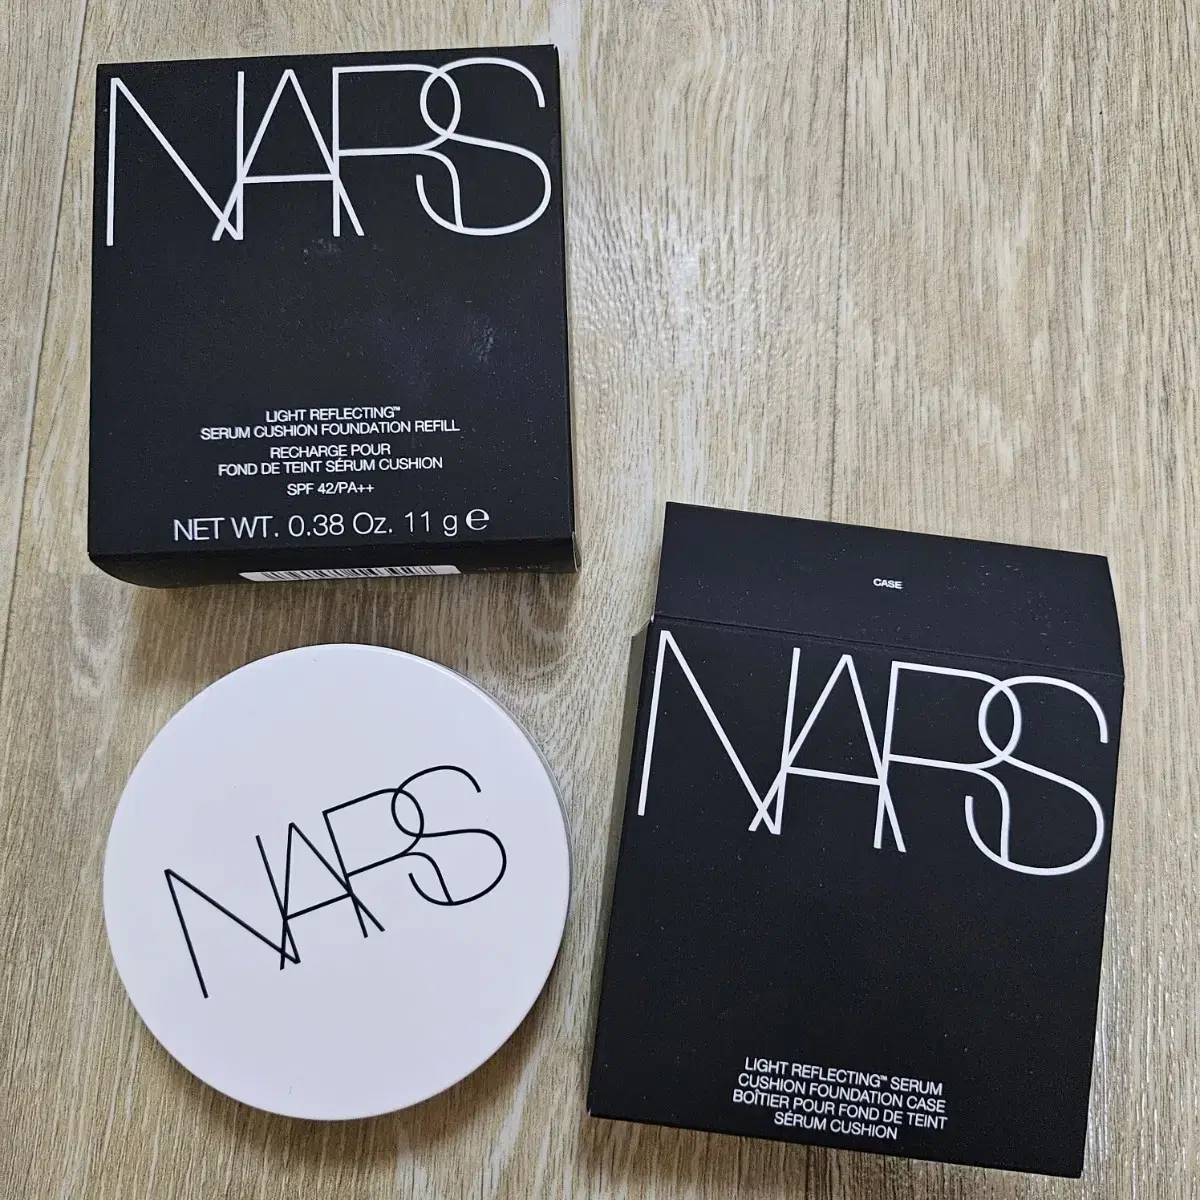 NARS
LIGHT REFLECTING™
SERUM CUSHION FOUNDATION REFILL
RECHARGE POUR
FOND DE TEINT SÉRUM CUSHION
SPF 42/PA++
NET WT. 0.38 Oz. 11 g ℮
CASE
NARS
LIGHT REFLECTING™ SERUM
CUSHION FOUNDATION CASE
BOÎTIER POUR FOND DE TEINT
SÉRUM CUSHION
NARS